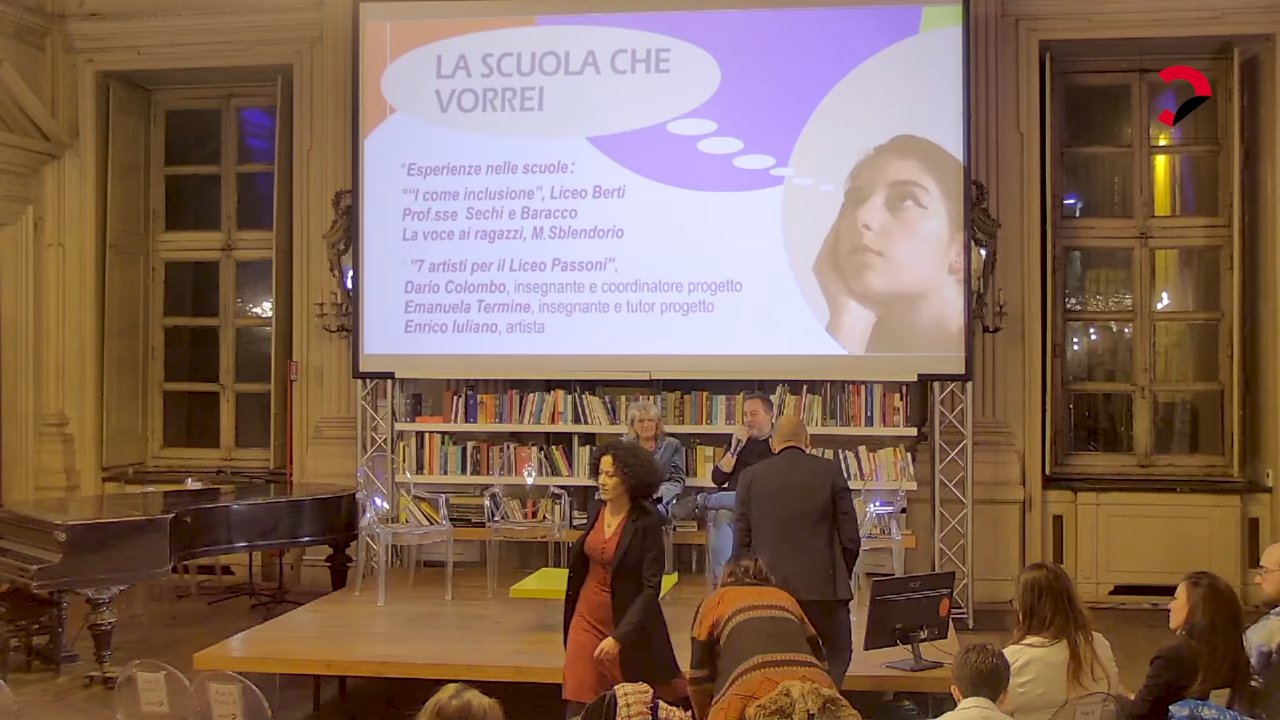 LA SCUOLA CHE
VORREI
°Esperienze nelle scuole:
°“I come inclusione”, Liceo Berti
Prof.sse Sechi e Baracco
La voce ai ragazzi, M.Sblendorio
"7 artisti per il Liceo Passoni",
Dario Colombo, insegnante e coordinatore progetto
Emanuela Termine, insegnante e tutor progetto
Enrico Iuliano, artista